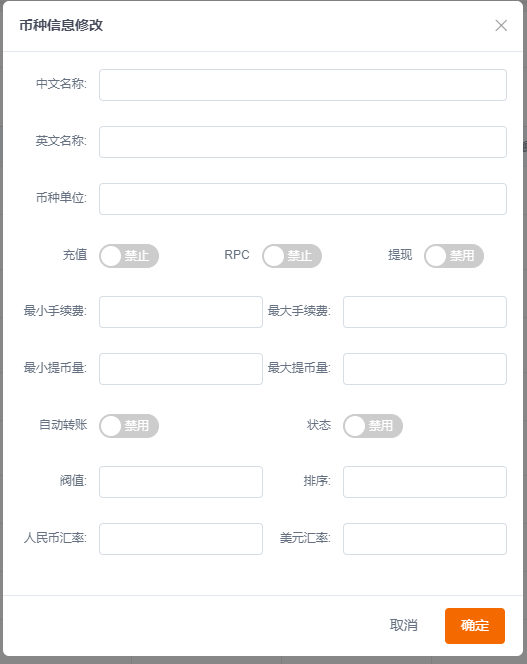 币种信息修改
中文名称:
英文名称:
币种单位:
充值 禁止 RPC 禁止 提现 禁用
最小手续费: 最大手续费:
最小提币量: 最大提币量:
自动转账 禁用 状态 禁用
阀值: 排序:
人民币汇率: 美元汇率:
取消 确定